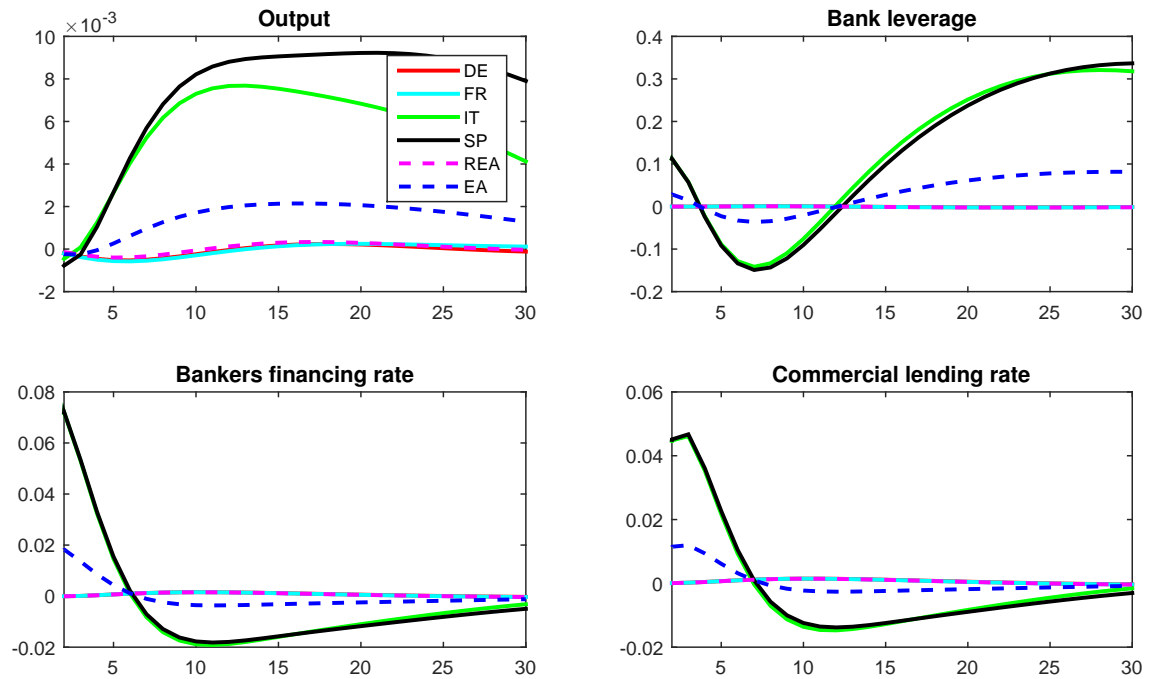 Output
×10-3
10
8
6
4
2
0
-2
5 10 15 20 25 30
DE
FR
IT
SP
REA
EA
Bank leverage
0.4
0.3
0.2
0.1
0
-0.1
-0.2
5 10 15 20 25 30
Bankers financing rate
0.08
0.06
0.04
0.02
0
-0.02
5 10 15 20 25 30
Commercial lending rate
0.06
0.04
0.02
0
-0.02
5 10 15 20 25 30